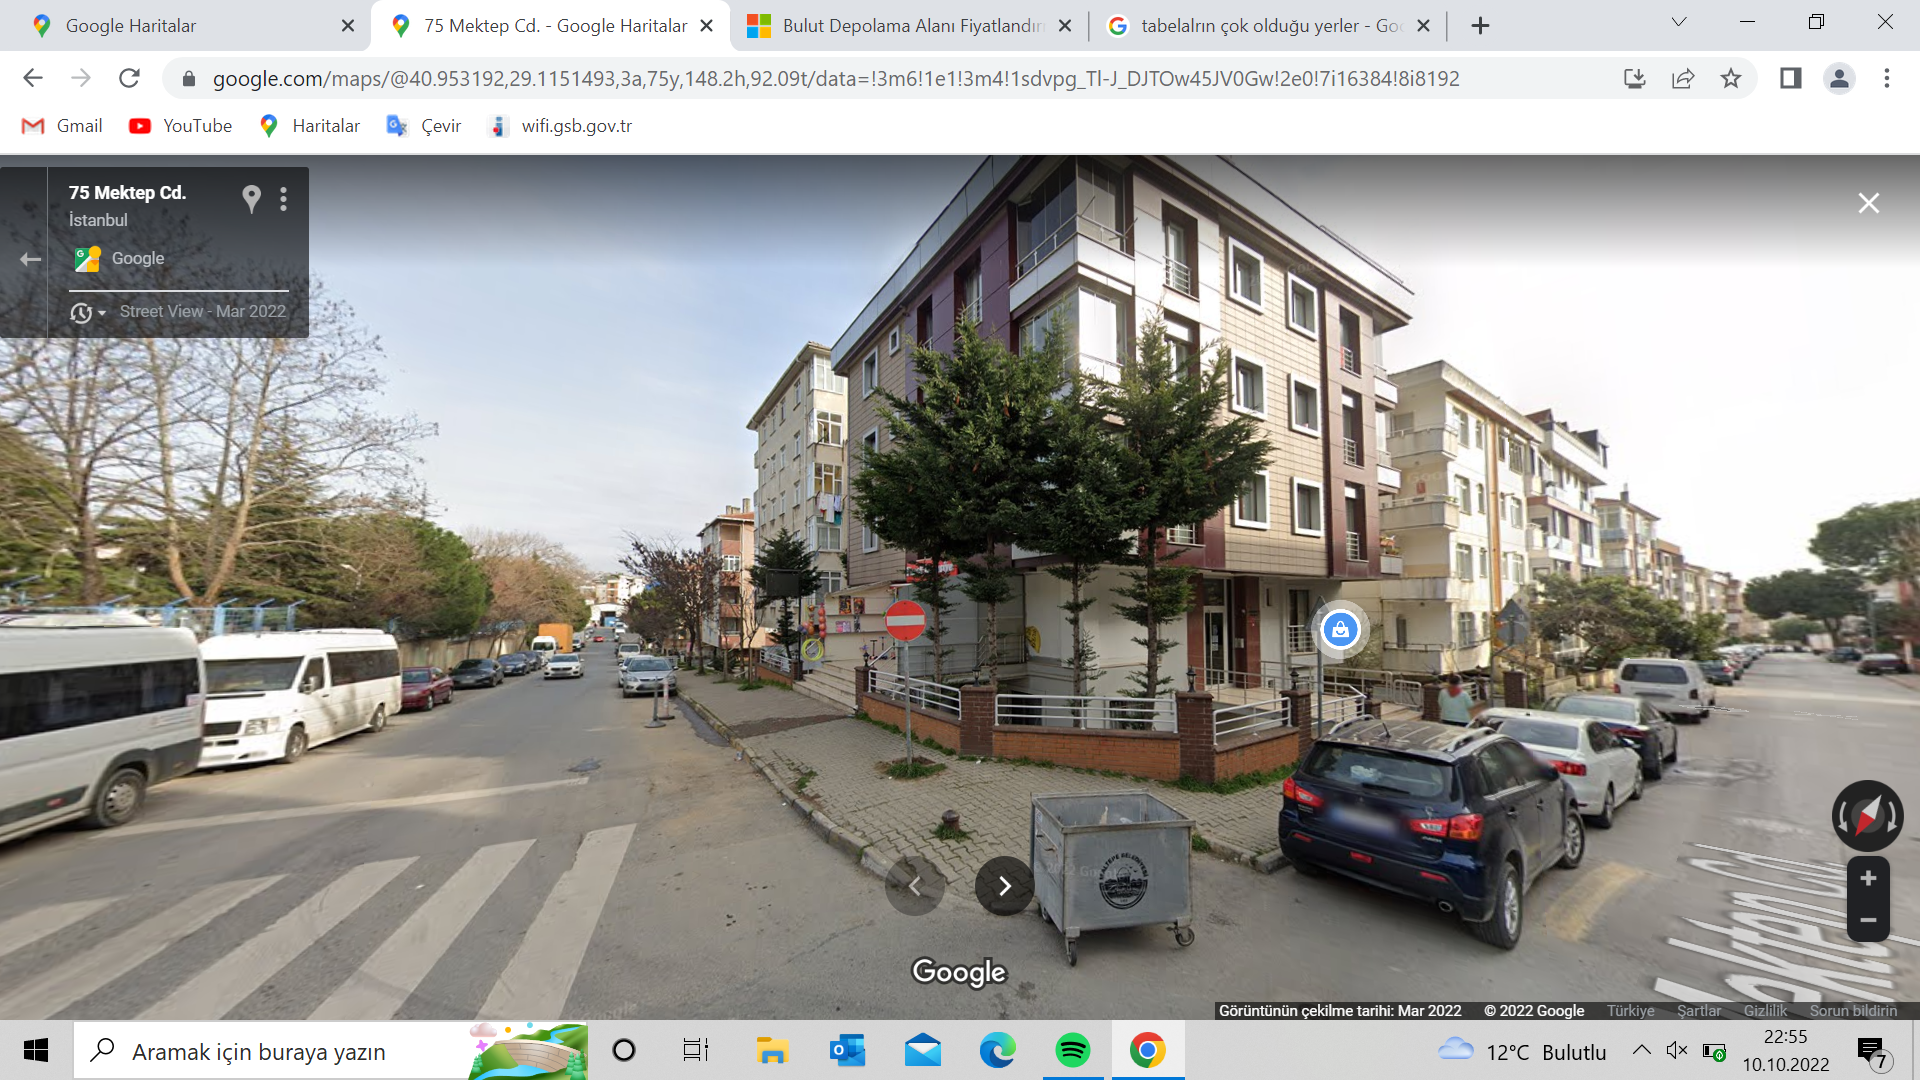 Google Haritalar
75 Mektep Cd. - Google Haritalar
Bulut Depolama Alanı Fiyatlandırı
tabelalrın çok olduğu yerler - Goo
google.com/maps/@40.953192,29.1151493,3a,75y,148.2h,92.09t/data=!3m6!1e1!3m4!1sdvpg_Tl-J_DJTOw45JV0Gw!2e0!7i16384!8i8192
Gmail
YouTube
Haritalar
Çevir
wifi.gsb.gov.tr
75 Mektep Cd.
İstanbul
Google
Street View - Mar 2022
Google
Görüntünün çekilme tarihi: Mar 2022
© 2022 Google
Türkiye
Şartlar
Gizlilik
Sorun bildirin
Aramak için buraya yazın
12°C Bulutlu
22:55
10.10.2022
7